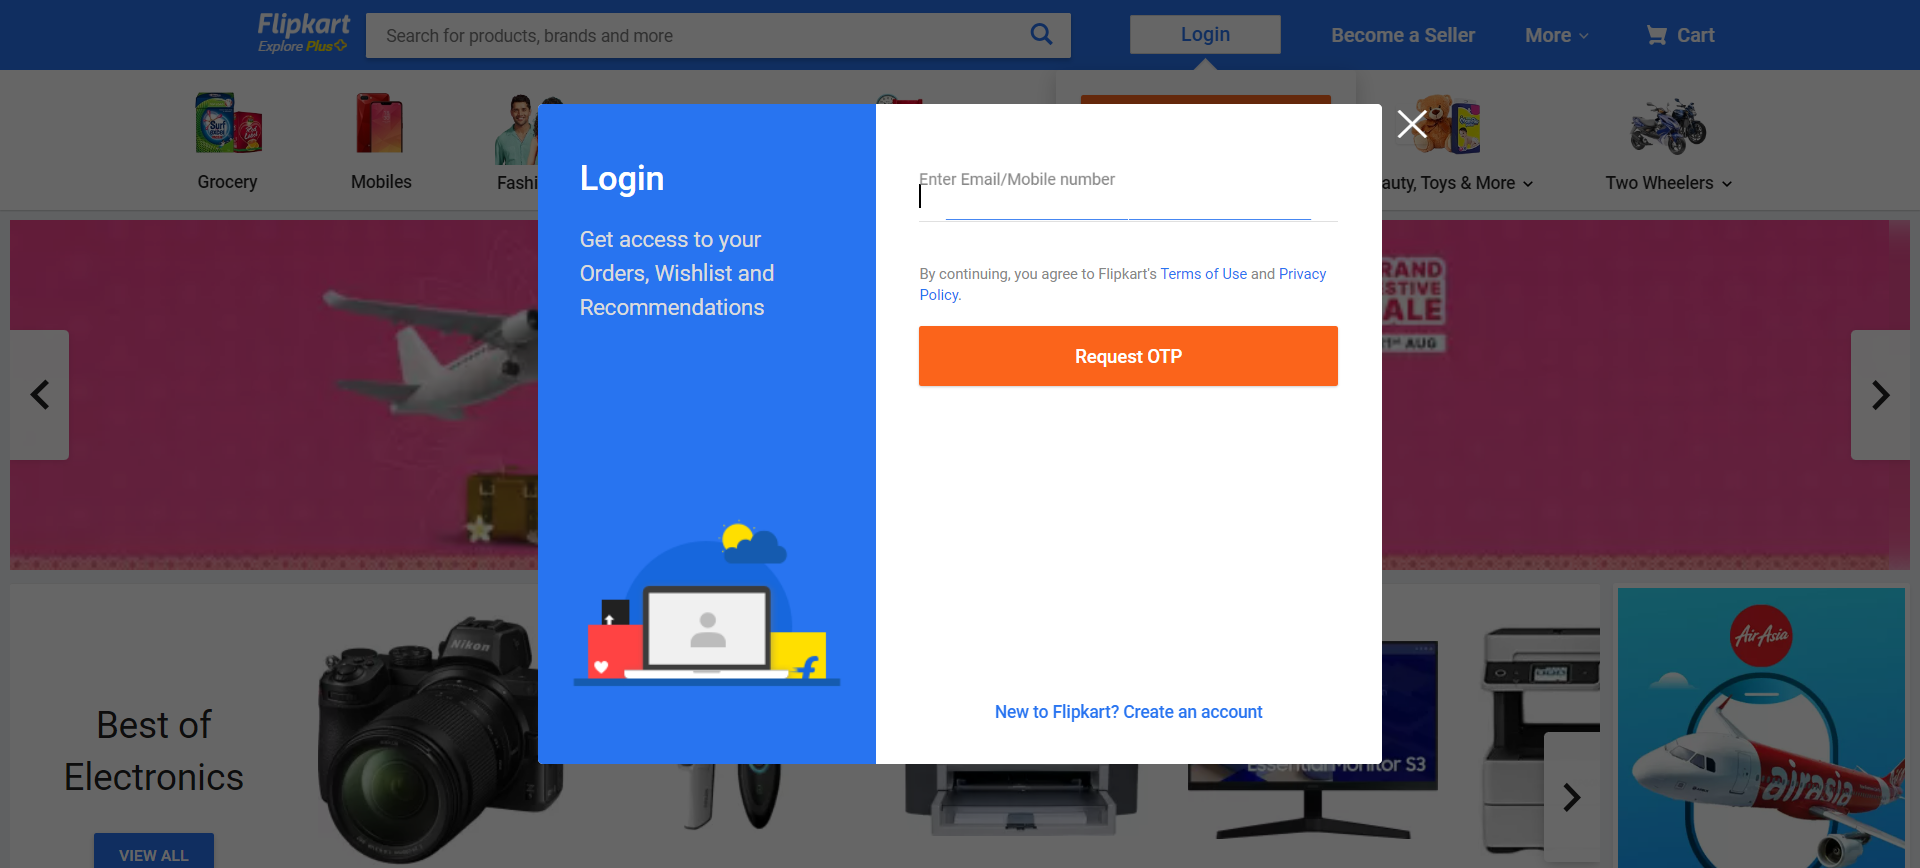 Flipkart
Explore Plus
Search for products, brands and more
Login
Become a Seller
More
Cart
Grocery
Mobiles
Fashi
auty, Toys & More
Two Wheelers
Login
Get access to your
Orders, Wishlist and
Recommendations
Enter Email/Mobile number
By continuing, you agree to Flipkart's Terms of Use and Privacy
Policy.
Request OTP
New to Flipkart? Create an account
RAND
STIVE
ALE
21st AUG
Best of
Electronics
VIEW ALL
Nikon
Essential Monitor S3
AirAsia
airasia